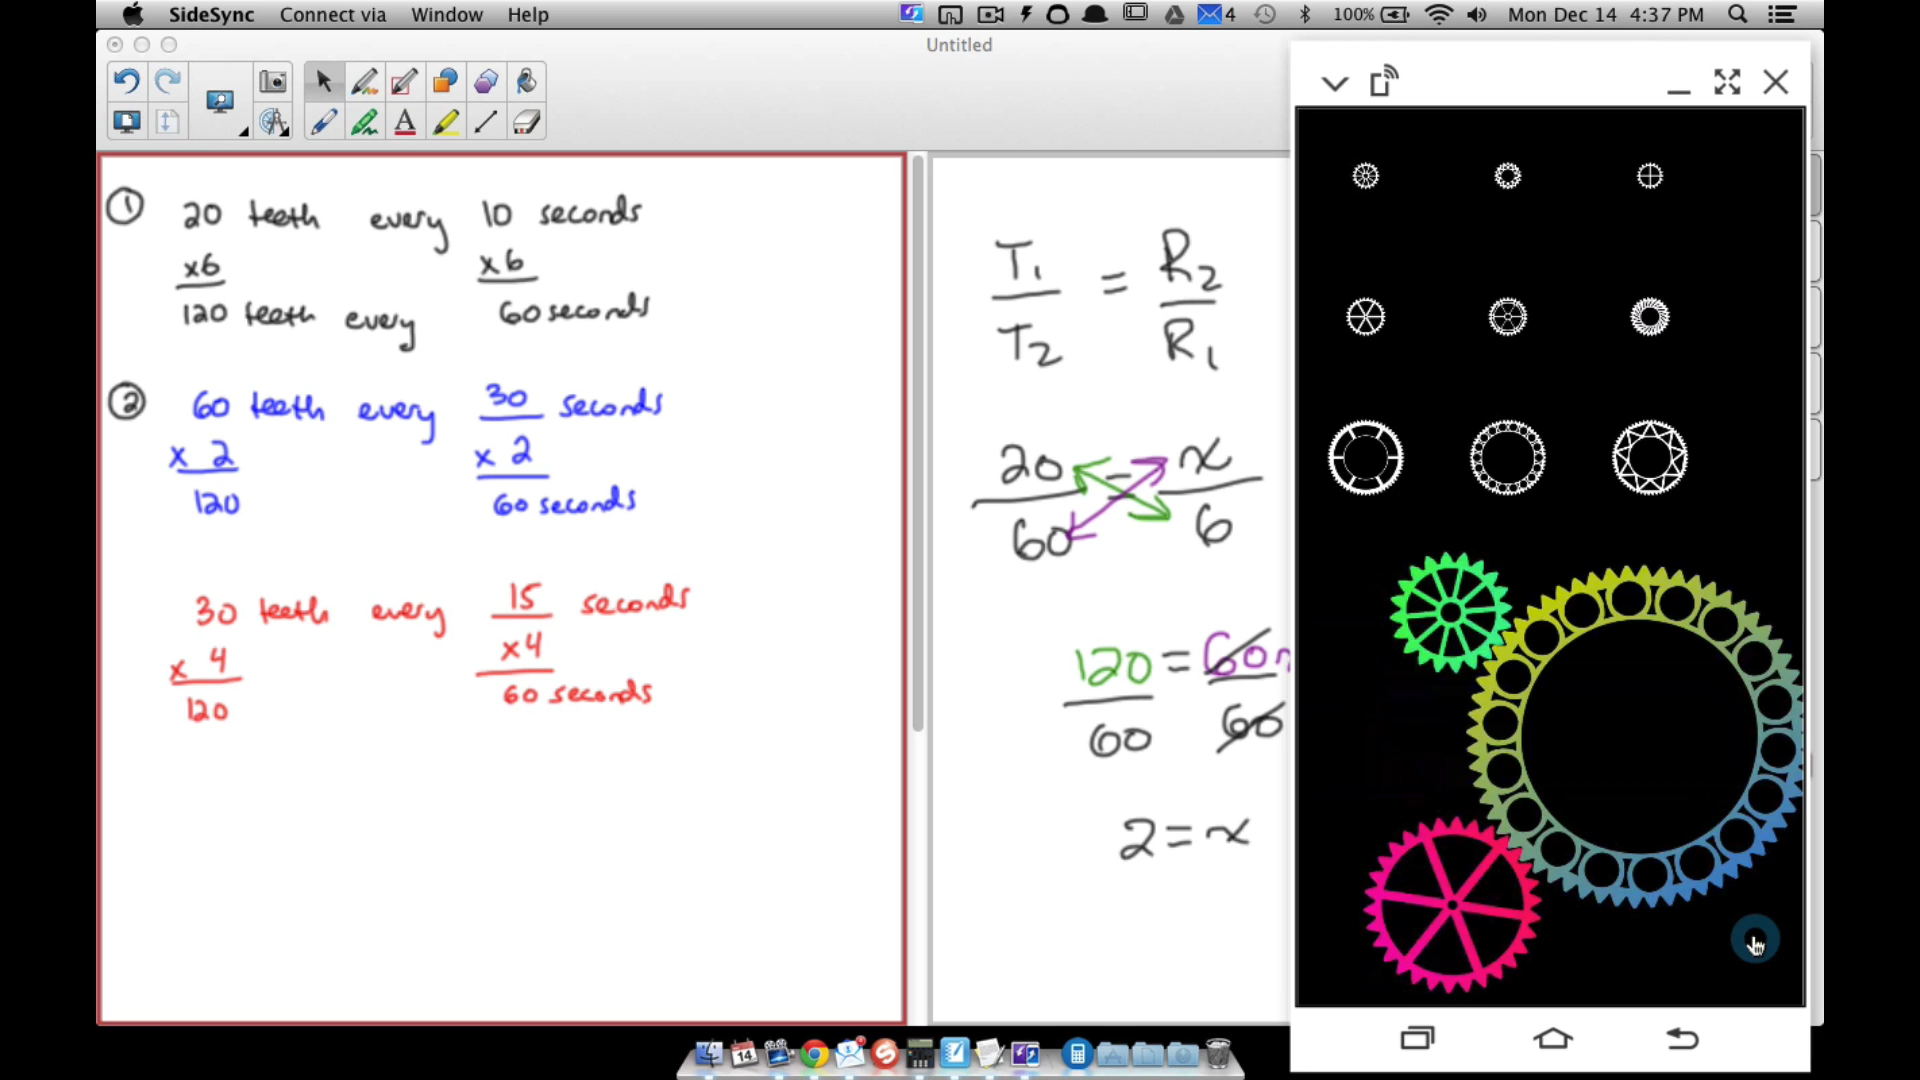 SideSync Connect via Window Help
4 100% Mon Dec 14 4:37 PM
Untitled
A
① 20 teeth every 10 seconds
x6 x6
120 teeth every 60 seconds
② 60 teeth every 30 seconds
x 2 x 2
120 60 seconds
30 teeth every 15 seconds
x 4 x4
120 60 seconds
T1 = R2
T2 R1
20 = x
60 6
120 = 60
60 60
2 = x
14